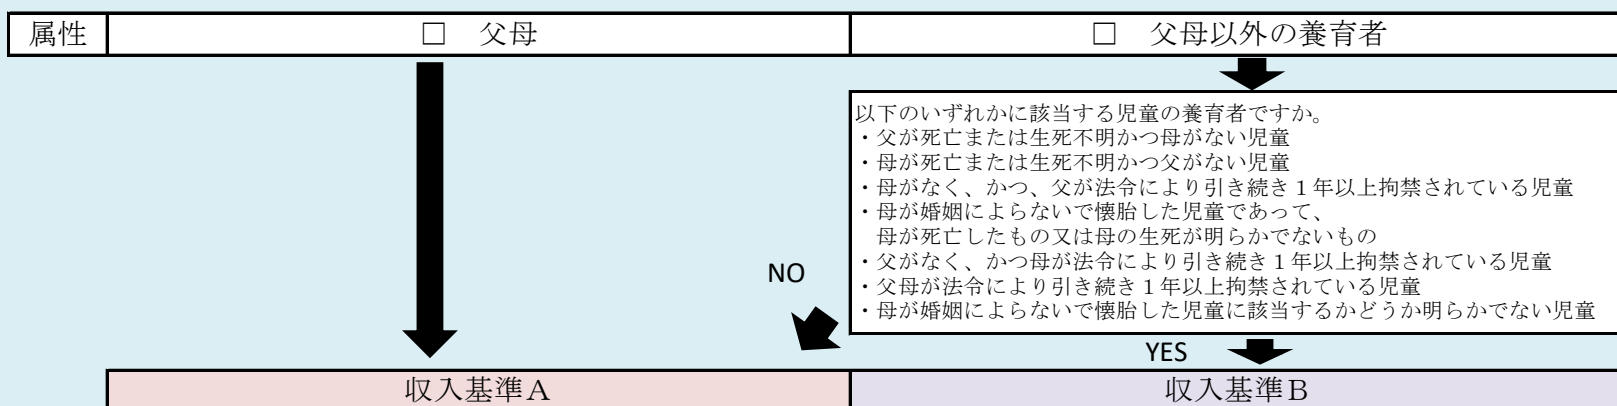 属性
□ 父母
□ 父母以外の養育者
以下のいずれかに該当する児童の養育者ですか。
・父が死亡または生死不明かつ母がない児童
・母が死亡または生死不明かつ父がない児童
・母がなく、かつ、父が法令により引き続き１年以上拘禁されている児童
・母が婚姻によらないで懐胎した児童であって、
母が死亡したもの又は母の生死が明らかでないもの
・父がなく、かつ母が法令により引き続き１年以上拘禁されている児童
・父母が法令により引き続き１年以上拘禁されている児童
・母が婚姻によらないで懐胎した児童に該当するかどうか明らかでない児童
NO
YES
収入基準Ａ
収入基準Ｂ